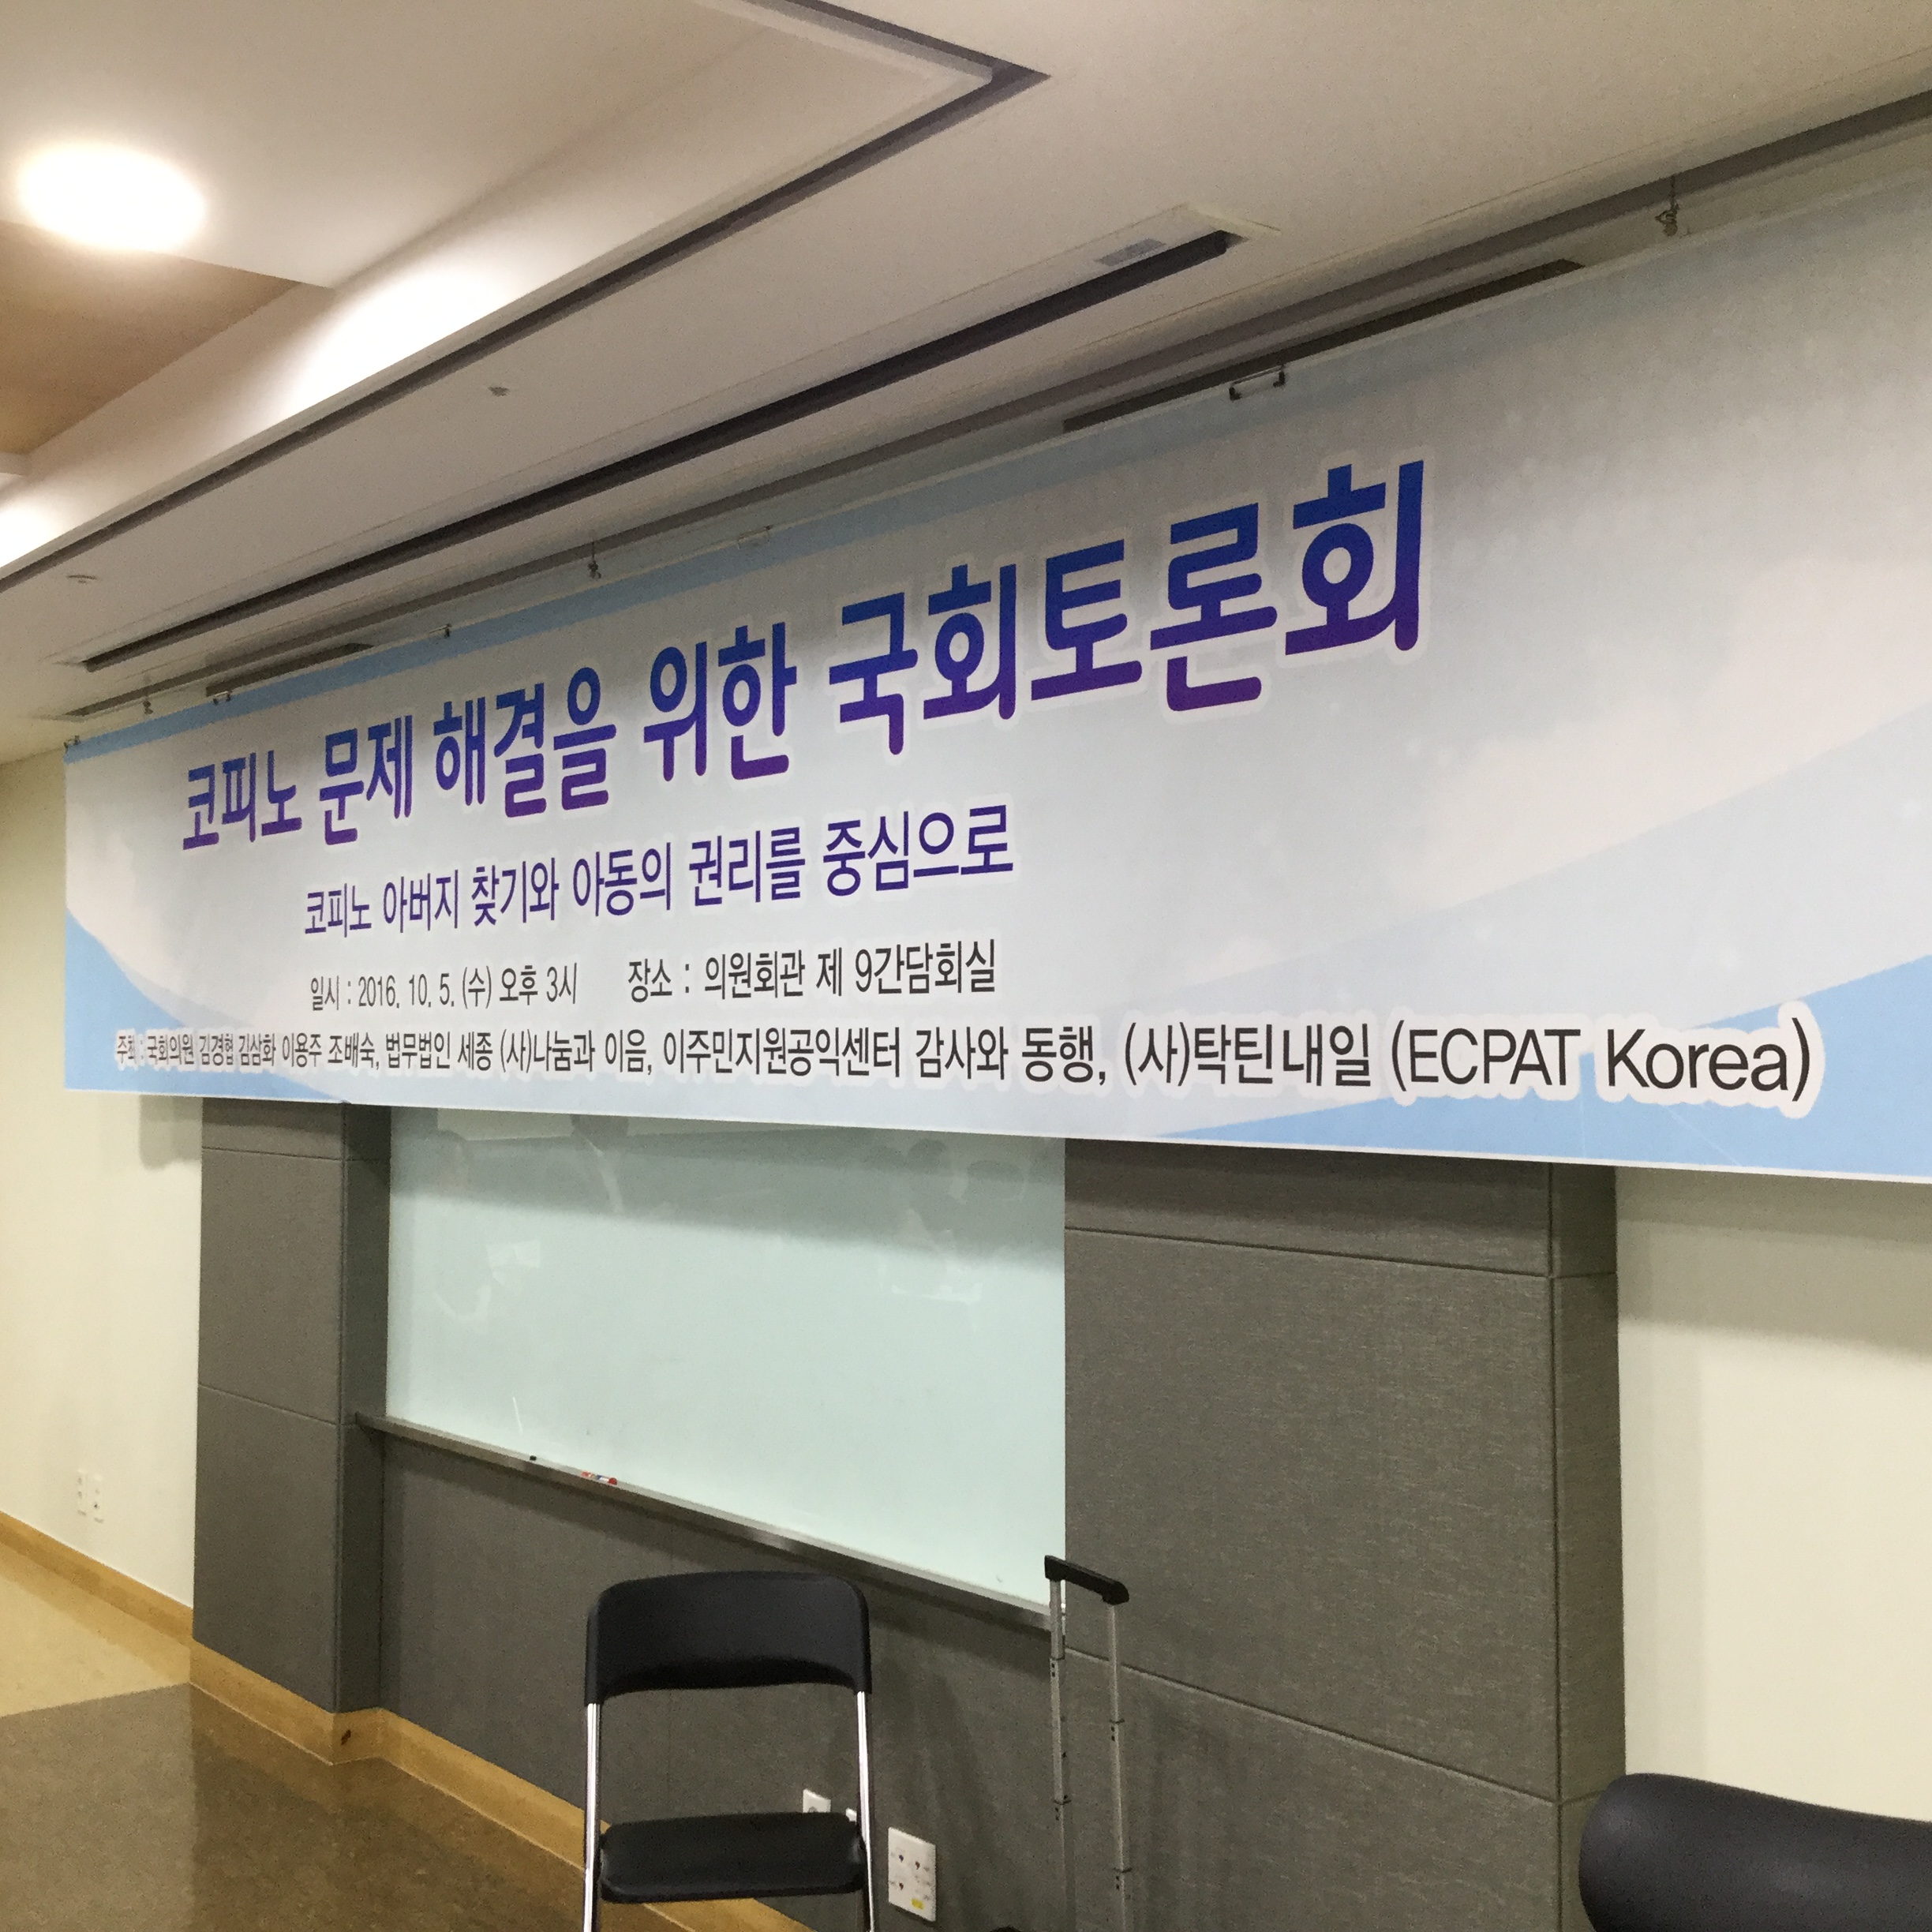 코피노 문제 해결을 위한 국회토론회
코피노 아버지 찾기와 아동의 권리를 중심으로
일시 : 2016. 10. 5. (수) 오후 3시 장소 : 의원회관 제 9간담회실
주최 : 국회의원 김경협 김삼화 이용주 조배숙, 법무법인 세종 (사)나눔과 이음, 이주민지원공익센터 감사와 동행, (사)탁틴내일 (ECPAT Korea)